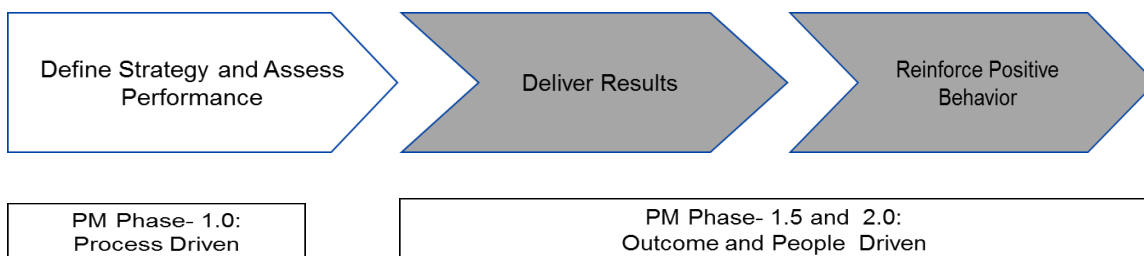 Define Strategy and Assess
Performance
Deliver Results
Reinforce Positive
Behavior
PM Phase- 1.0:
Process Driven
PM Phase- 1.5 and 2.0:
Outcome and People Driven